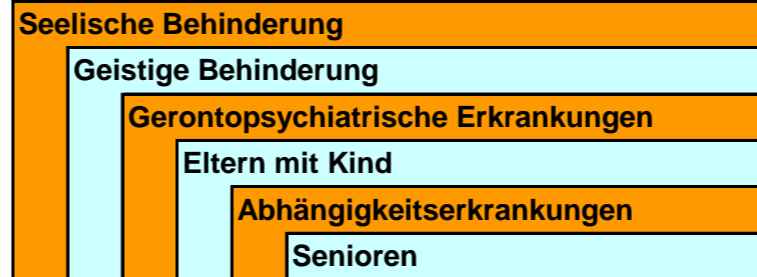 Seelische Behinderung
Geistige Behinderung
Gerontopsychiatrische Erkrankungen
Eltern mit Kind
Abhängigkeitserkrankungen
Senioren